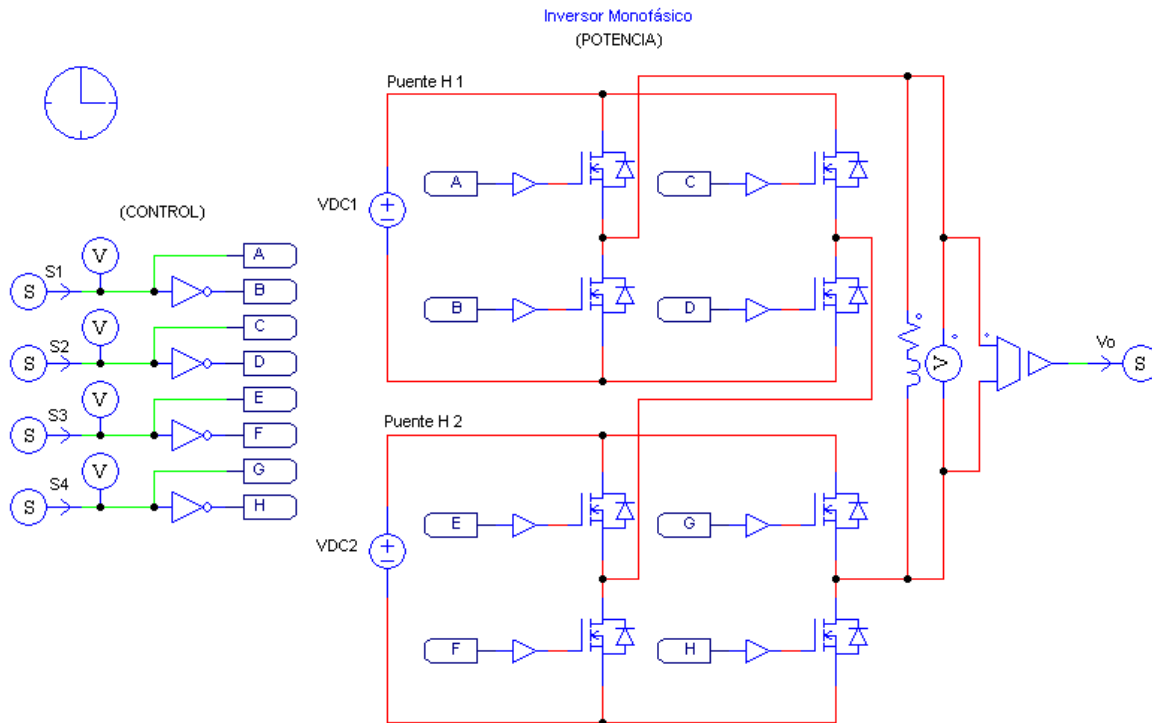 Inversor Monofásico
(POTENCIA)
Puente H 1
A
C
VDC1
B
D
(CONTROL)
S1
V
A
S
B
S2
V
C
S
D
S3
V
E
S
F
S4
V
G
S
H
V
Vo
S
Puente H 2
E
G
VDC2
F
H